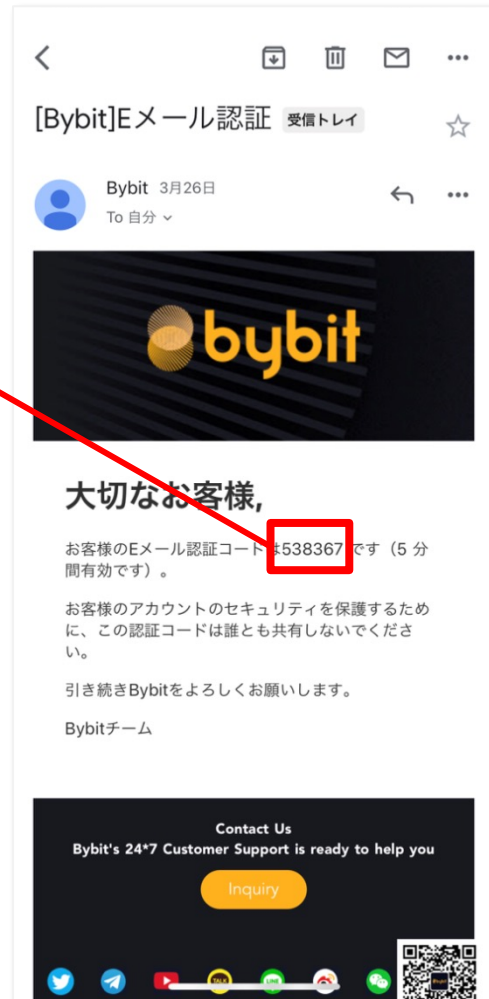 [Bybit]Eメール認証 受信トレイ
Bybit 3月26日
To 自分
bybit
大切なお客様,
お客様のEメール認証コードは538367 です（5 分
間有効です）。
お客様のアカウントのセキュリティを保護するため
に、この認証コードは誰とも共有しないでくださ
い。
引き続きBybitをよろしくお願いします。
Bybitチーム
Contact Us
Bybit's 24*7 Customer Support is ready to help you
Inquiry
TALK
LINE